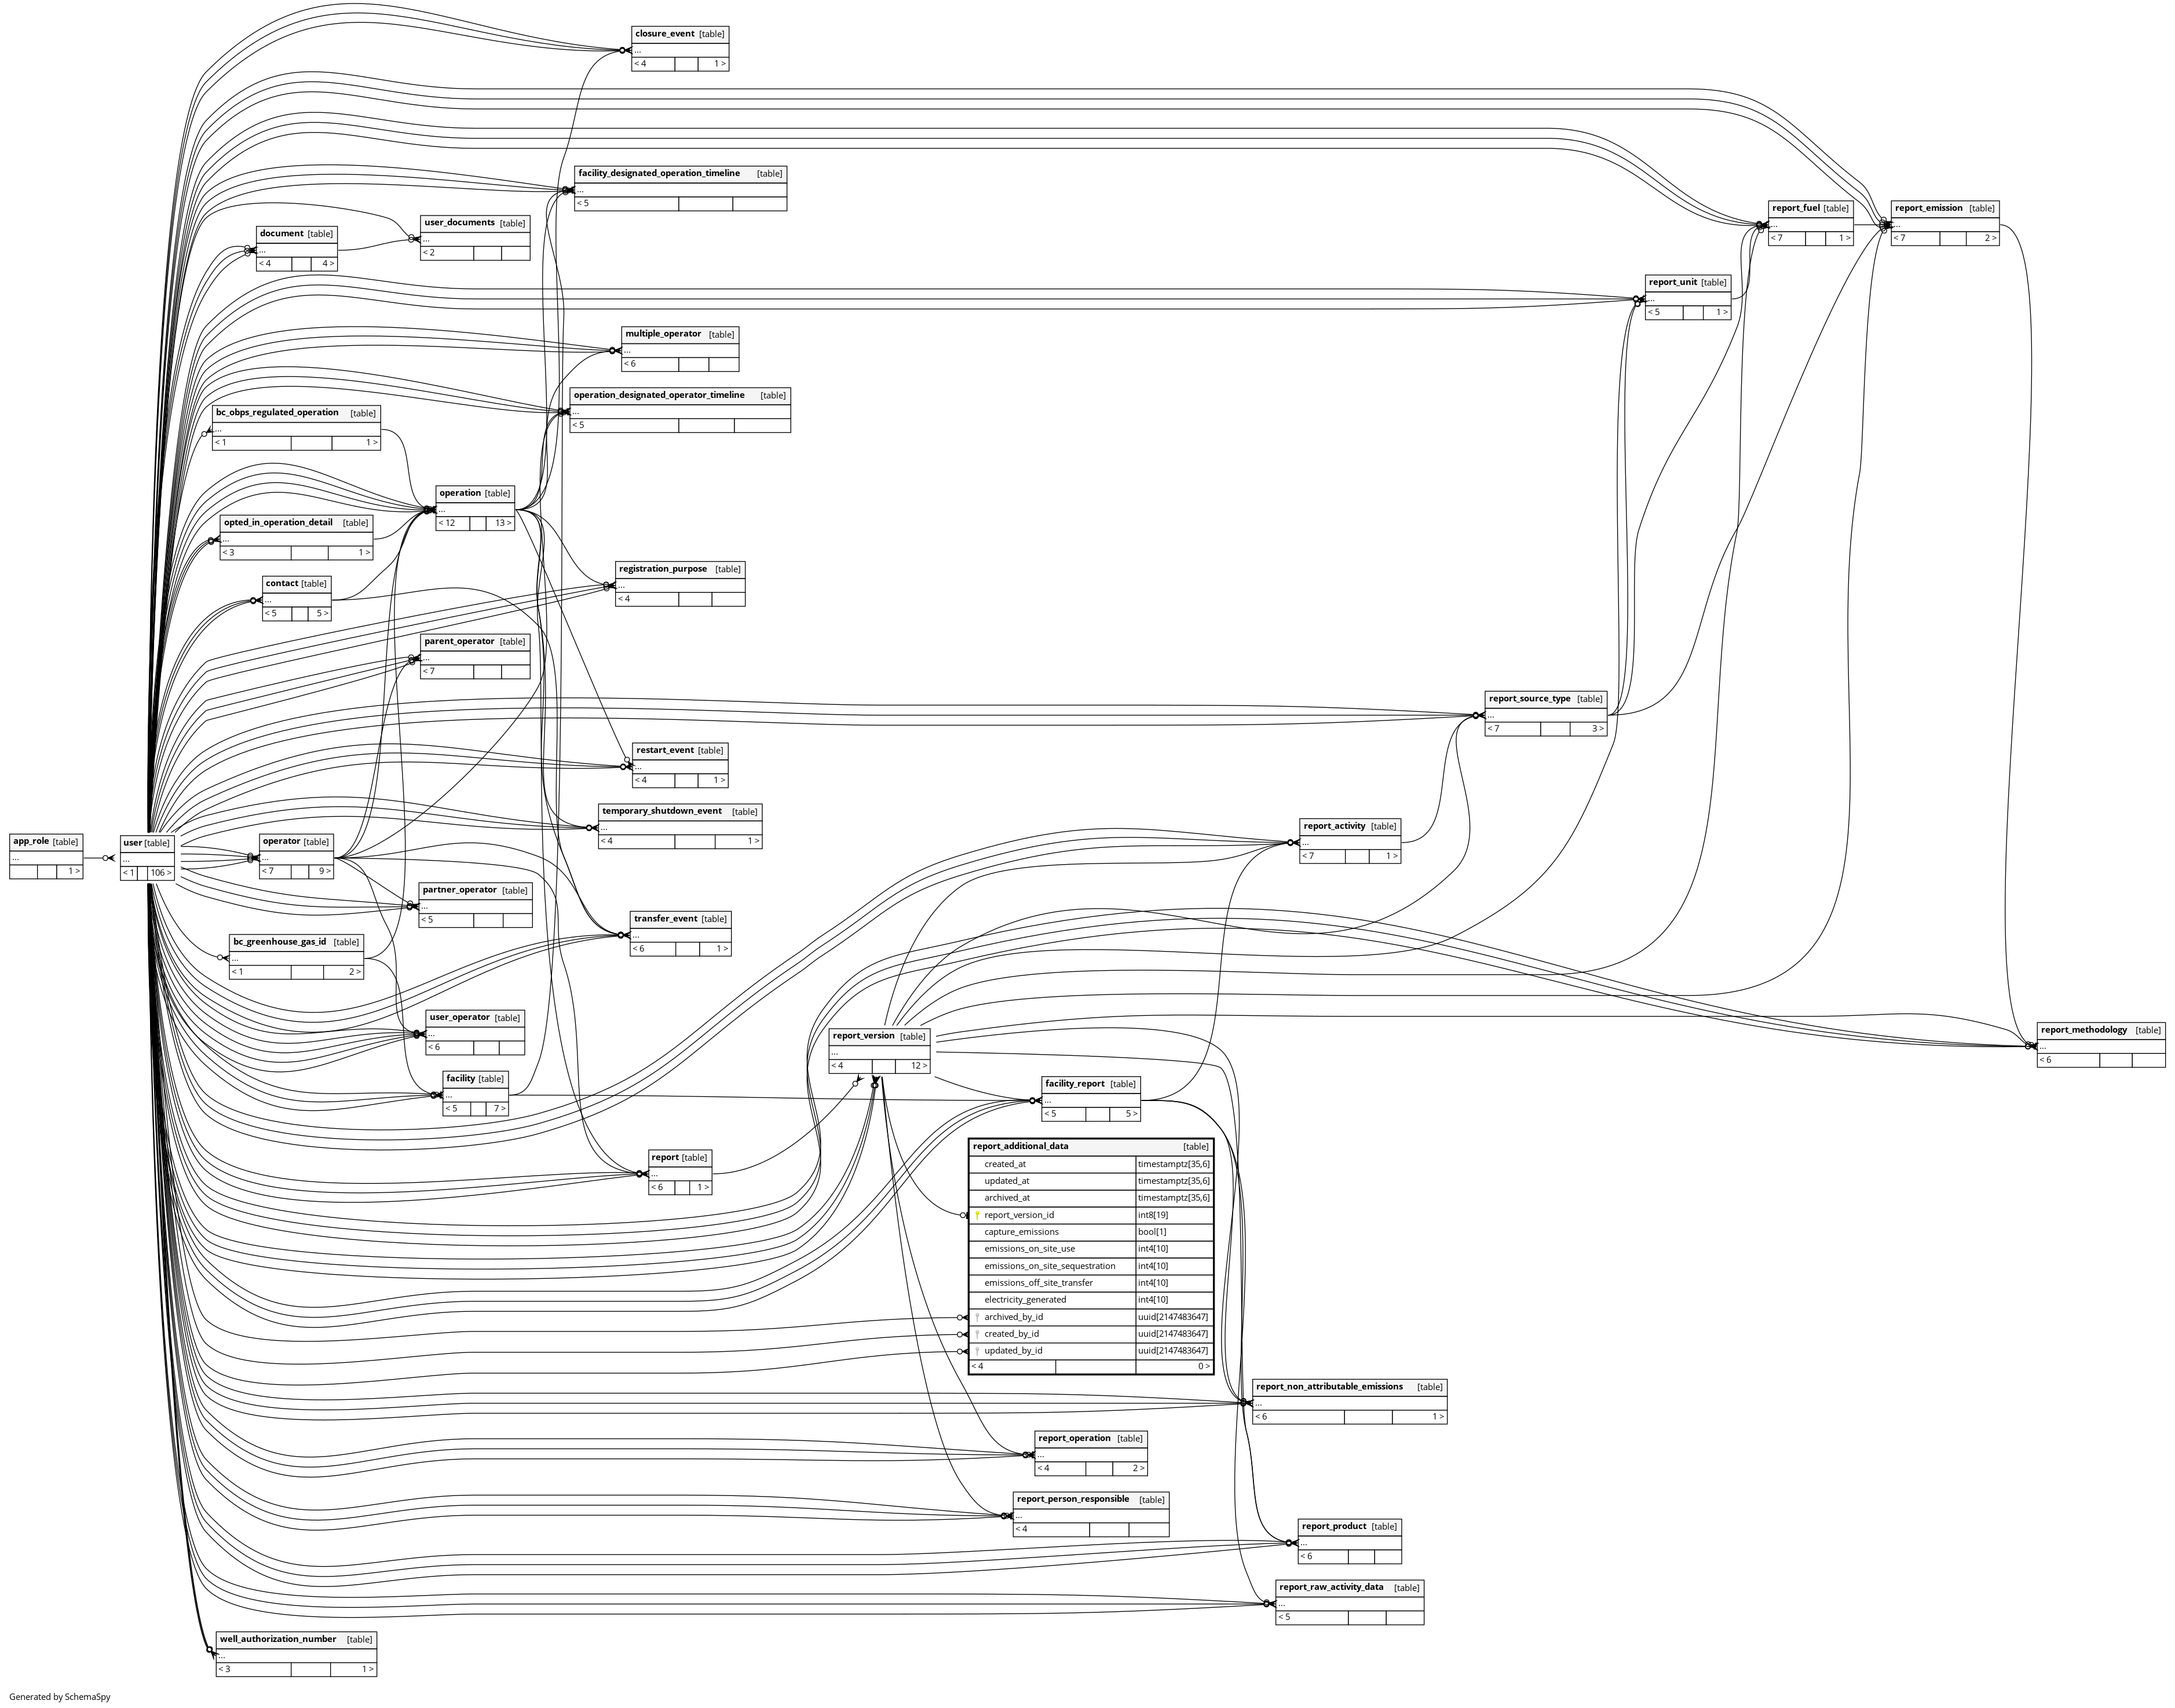 closure_event [table]
...
< 4 1 >
facility_designated_operation_timeline [table]
...
< 5
report_fuel [table]
...
< 7 1 >
report_emission [table]
...
< 7 2 >
user_documents [table]
...
< 2
document [table]
...
< 4 4 >
report_unit [table]
...
< 5 1 >
multiple_operator [table]
...
< 6
operation_designated_operator_timeline [table]
...
< 5
bc_obps_regulated_operation [table]
...
< 1 1 >
operation [table]
...
< 12 13 >
opted_in_operation_detail [table]
...
< 3 1 >
registration_purpose [table]
...
< 4
contact [table]
...
< 5 5 >
parent_operator [table]
...
< 7
report_source_type [table]
...
< 7 3 >
restart_event [table]
...
< 4 1 >
temporary_shutdown_event [table]
...
< 4 1 >
report_activity [table]
...
< 7 1 >
app_role [table]
...
1 >
user [table]
...
< 1 106 >
operator [table]
...
< 7 9 >
partner_operator [table]
...
< 5
transfer_event [table]
...
< 6 1 >
bc_greenhouse_gas_id [table]
...
< 1 2 >
user_operator [table]
...
< 6
report_version [table]
...
< 4 12 >
report_methodology [table]
...
< 6
facility [table]
...
< 5 7 >
facility_report [table]
...
< 5 5 >
report [table]
...
< 6 1 >
report_additional_data [table]
created_at timestamptz[35,6]
updated_at timestamptz[35,6]
archived_at timestamptz[35,6]
report_version_id int8[19]
capture_emissions bool[1]
emissions_on_site_use int4[10]
emissions_on_site_sequestration int4[10]
emissions_off_site_transfer int4[10]
electricity_generated int4[10]
archived_by_id uuid[2147483647]
created_by_id uuid[2147483647]
updated_by_id uuid[2147483647]
< 4 0 >
report_non_attributable_emissions [table]
...
< 6 1 >
report_operation [table]
...
< 4 2 >
report_person_responsible [table]
...
< 4
report_product [table]
...
< 6
report_raw_activity_data [table]
...
< 5
well_authorization_number [table]
...
< 3 1 >
Generated by SchemaSpy